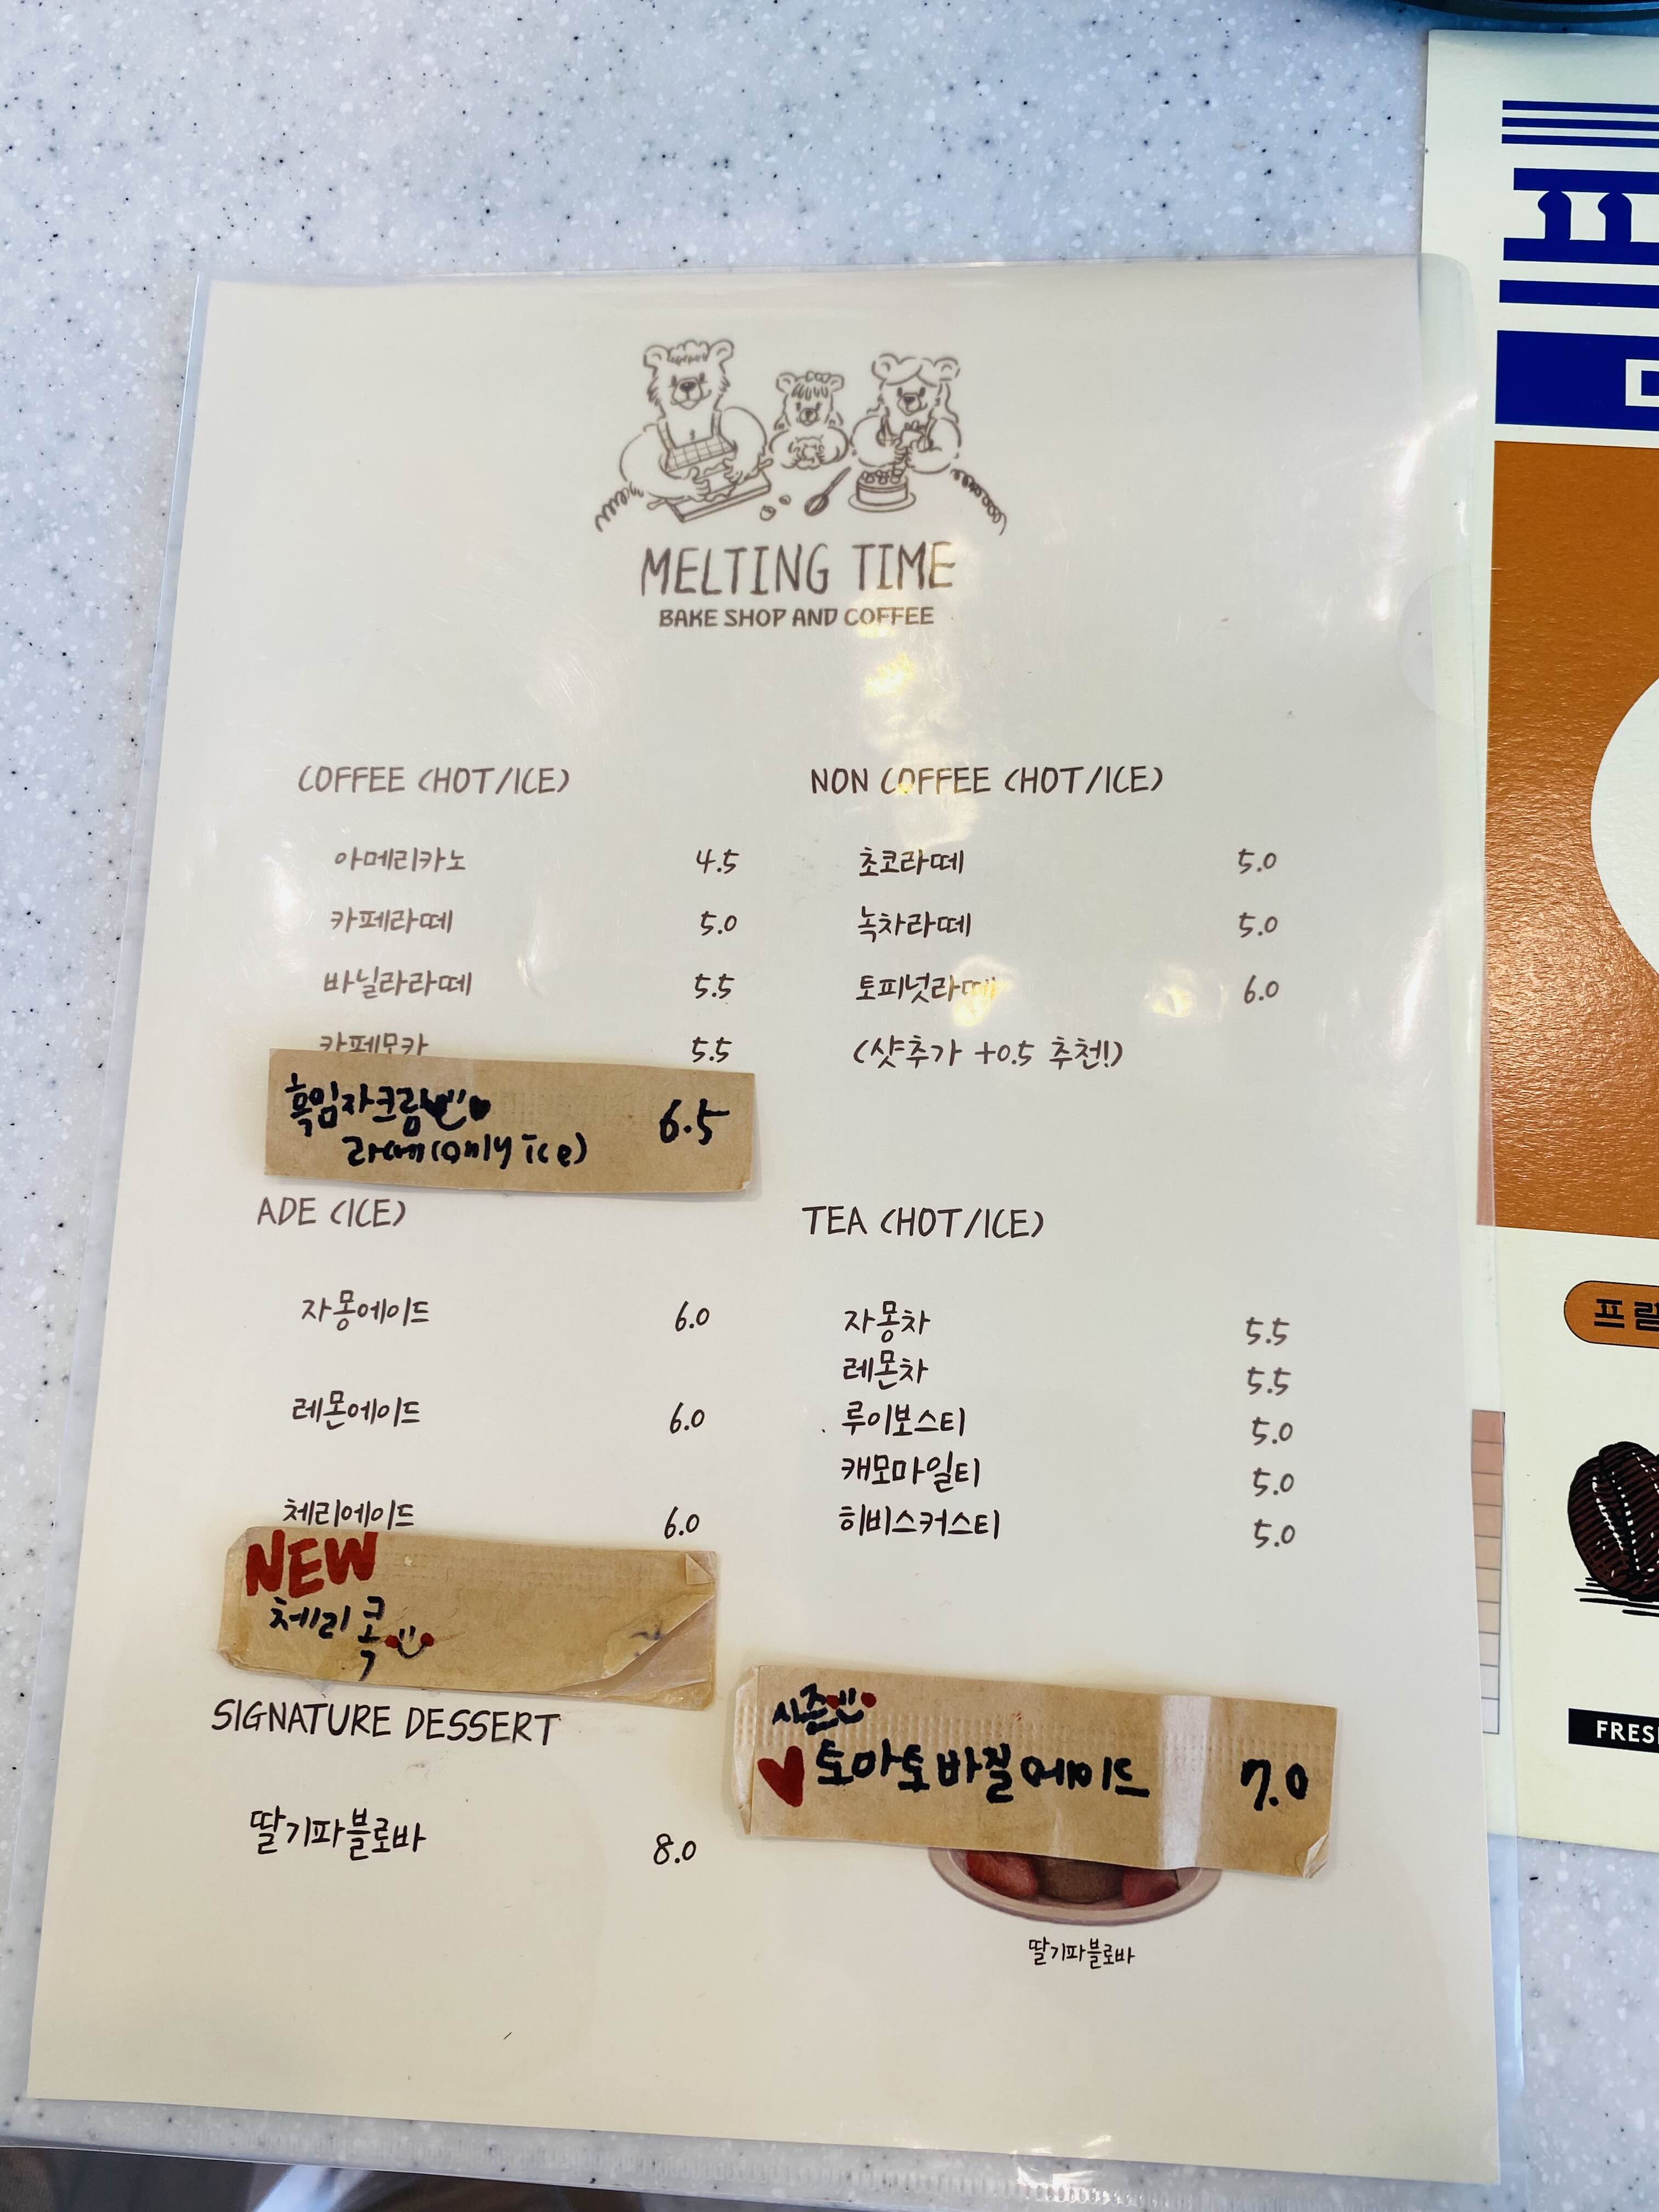 MELTING TIME
BAKE SHOP AND COFFEE
COFFEE (HOT/ICE)
아메리카노 4.5
카페라떼 5.0
바닐라라떼 5.5
카페모카 5.5
흑임자크림
라떼(only ice) 6.5
NON COFFEE (HOT/ICE)
초코라떼 5.0
녹차라떼 5.0
토피넛라떼 6.0
(샷추가 +0.5 추천!)
ADE (ICE)
자몽에이드 6.0
레몬에이드 6.0
체리에이드 6.0
NEW
체리콕
TEA (HOT/ICE)
자몽차 5.5
레몬차 5.5
루이보스티 5.0
캐모마일티 5.0
히비스커스티 5.0
SIGNATURE DESSERT
딸기파블로바 8.0
시즌
토마토바질에이드 7.0
딸기파블로바